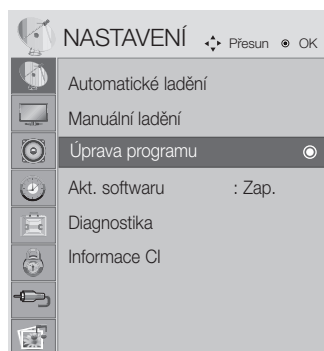 NASTAVENÍ Přesun OK
Automatické ladění
Manuální ladění
Úprava programu
Akt. softwaru : Zap.
Diagnostika
Informace CI